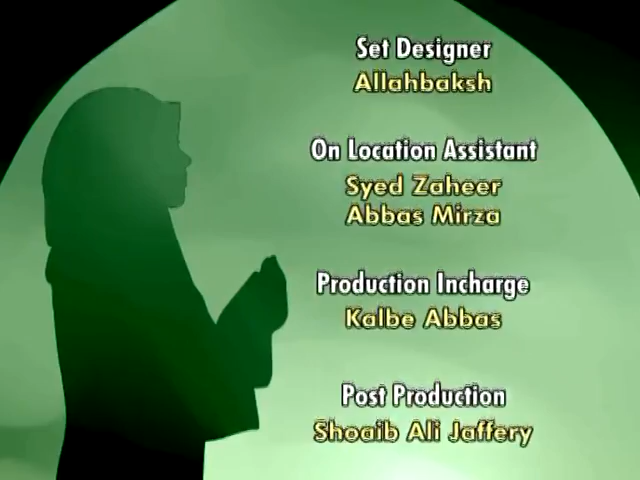 Set Designer
Allahbaksh
On Location Assistant
Syed Zaheer
Abbas Mirza
Production Incharge
Kalbe Abbas
Post Production
Shoaib Ali Jaffery